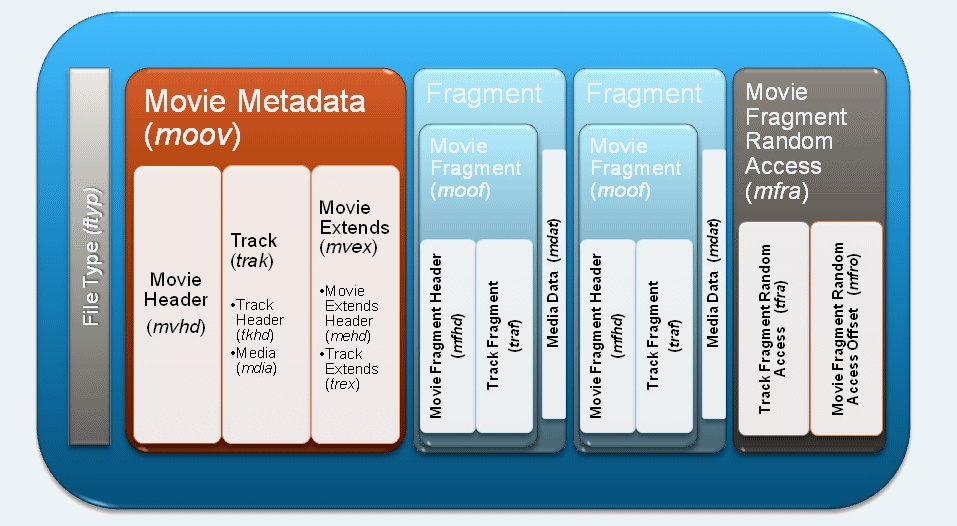 File Type (ftyp)
Movie Metadata
(moov)
Movie
Header
(mvhd)
Track
(trak)
•Track
Header
(tkhd)
•Media
(mdia)
Movie
Extends
(mvex)
•Movie
Extends
Header
(mehd)
•Track
Extends
(trex)
Fragment
Movie
Fragment
(moof)
Movie Fragment Header
(mfhd)
Track Fragment
(traf)
Media Data (mdat)
Fragment
Movie
Fragment
(moof)
Movie Fragment Header
(mfhd)
Track Fragment
(traf)
Media Data (mdat)
Movie
Fragment
Random
Access
(mfra)
Track Fragment Random
Access (tfra)
Movie Fragment Random
Access Offset (mfro)